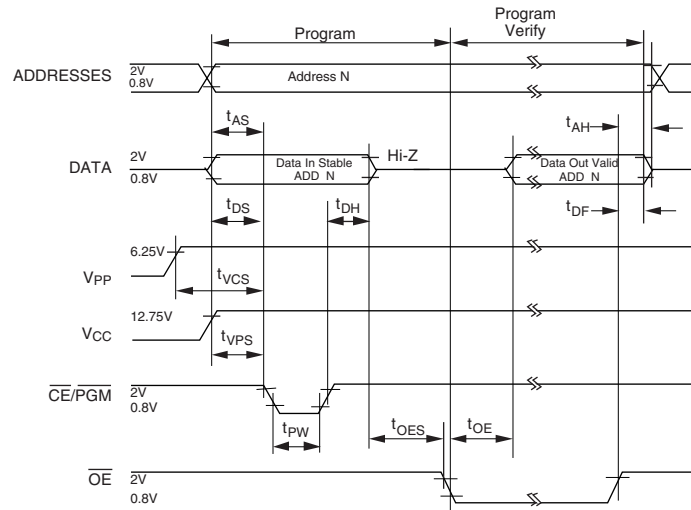 Program
Program
Verify
ADDRESSES
2V
0.8V
Address N
tAS
tAH
DATA
2V
0.8V
Data In Stable
ADD N
Hi-Z
Data Out Valid
ADD N
tDS
tDH
tDF
6.25V
VPP
tVCS
12.75V
VCC
tVPS
CE/PGM
2V
0.8V
tPW
tOES
tOE
OE
2V
0.8V